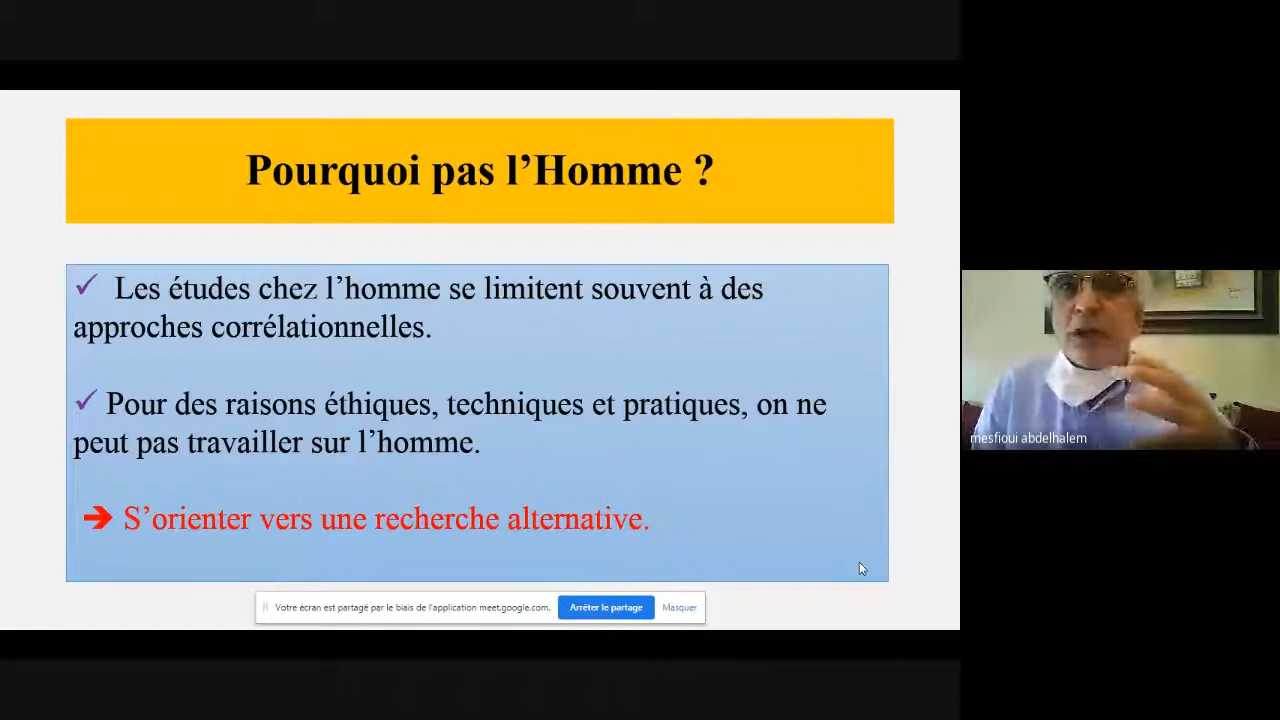 Pourquoi pas l’Homme ?
✓ Les études chez l’homme se limitent souvent à des
approches corrélationnelles.
✓ Pour des raisons éthiques, techniques et pratiques, on ne
peut pas travailler sur l’homme.
➔ S’orienter vers une recherche alternative.
mesfioui abdelhalem
Votre écran est partagé par le biais de l'application meet.google.com. Arrêter le partage Masquer